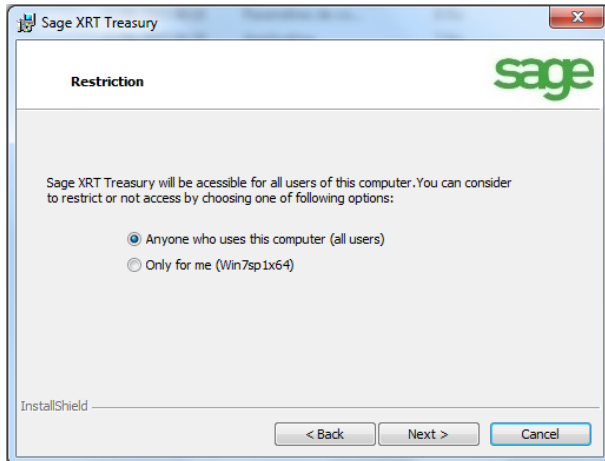 Sage XRT Treasury
Restriction
sage
Sage XRT Treasury will be acessible for all users of this computer.You can consider
to restrict or not access by choosing one of following options:
Anyone who uses this computer (all users)
Only for me (Win7sp1x64)
InstallShield
< Back Next > Cancel